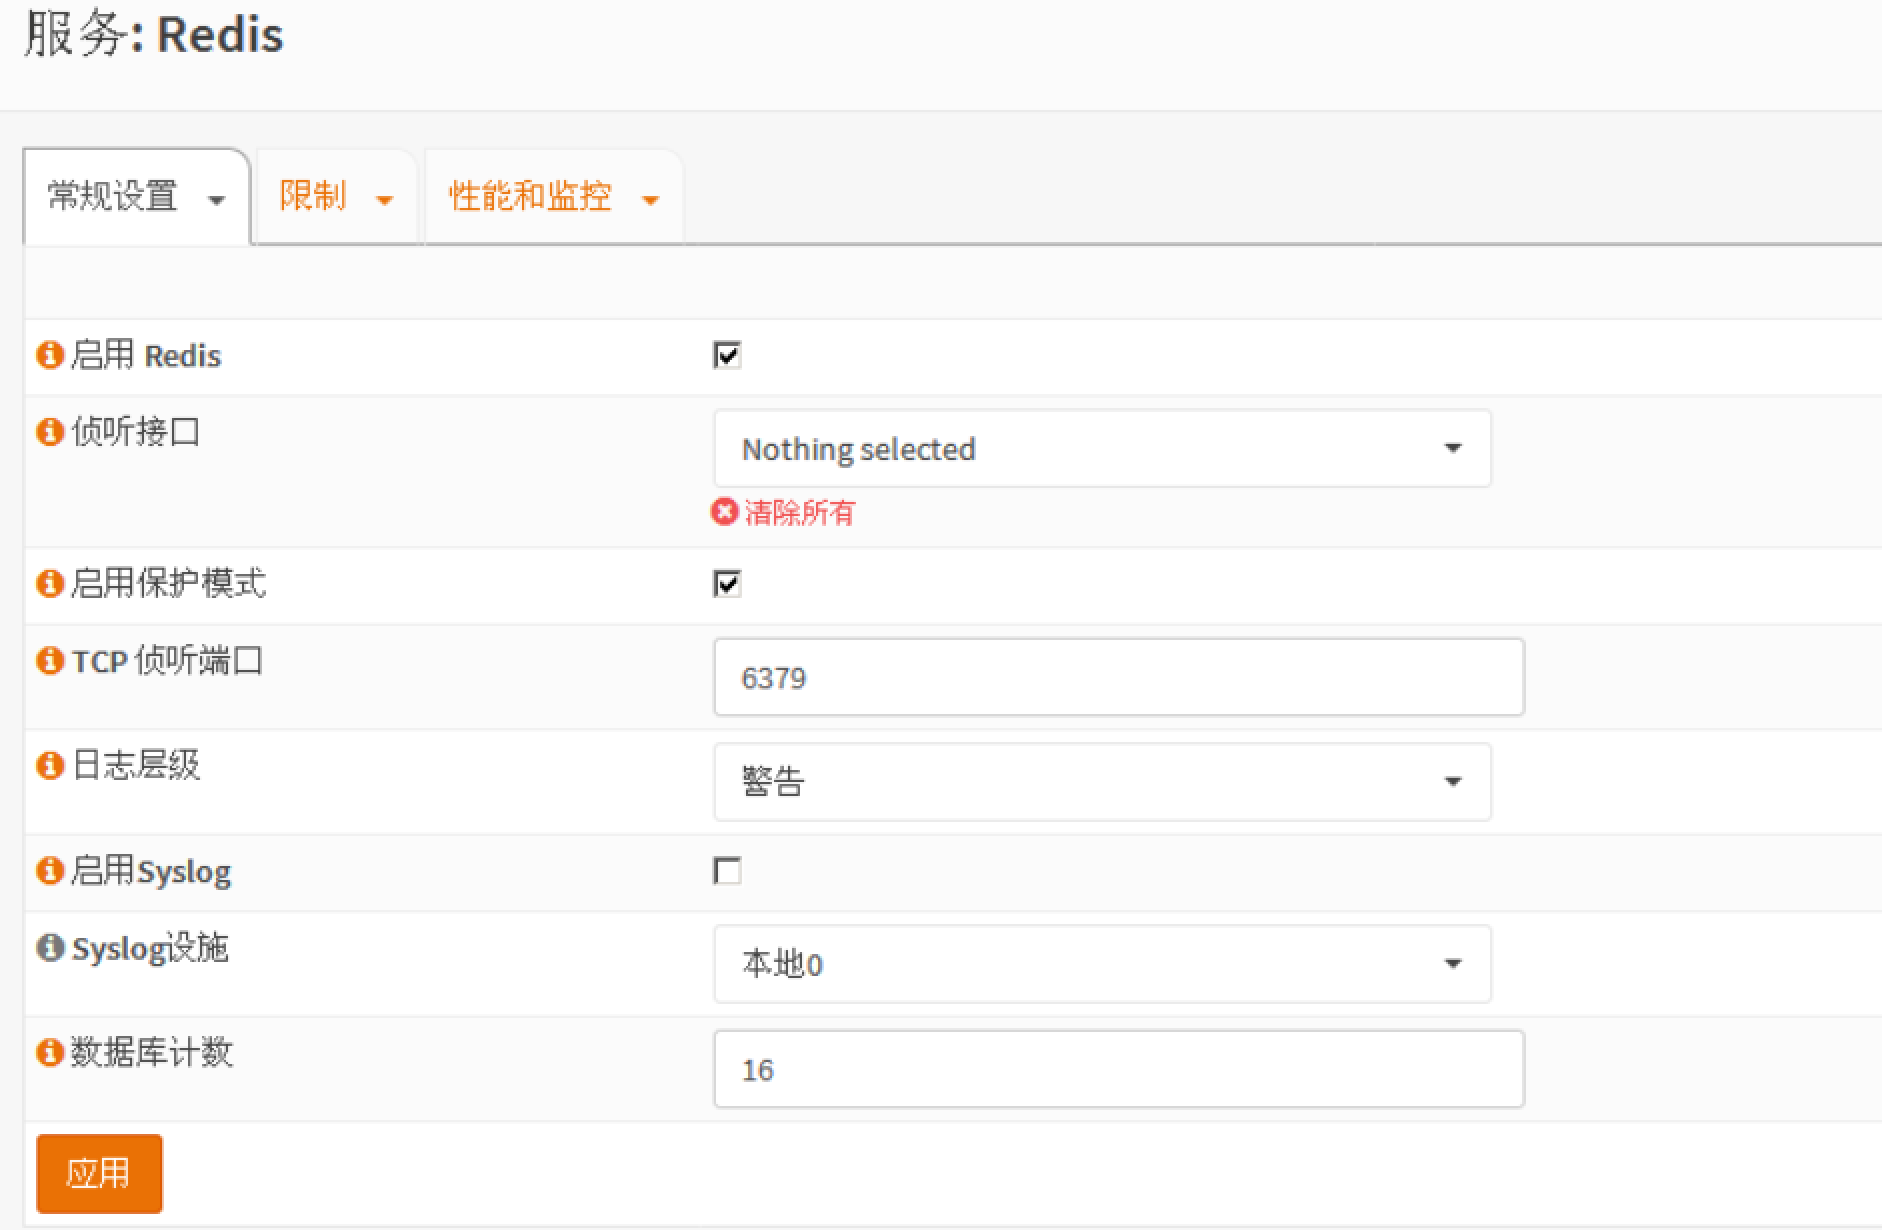 服务: Redis
常规设置 限制 性能和监控
启用 Redis
侦听接口 Nothing selected
清除所有
启用保护模式
TCP 侦听端口 6379
日志层级 警告
启用Syslog
Syslog设施 本地0
数据库计数 16
应用